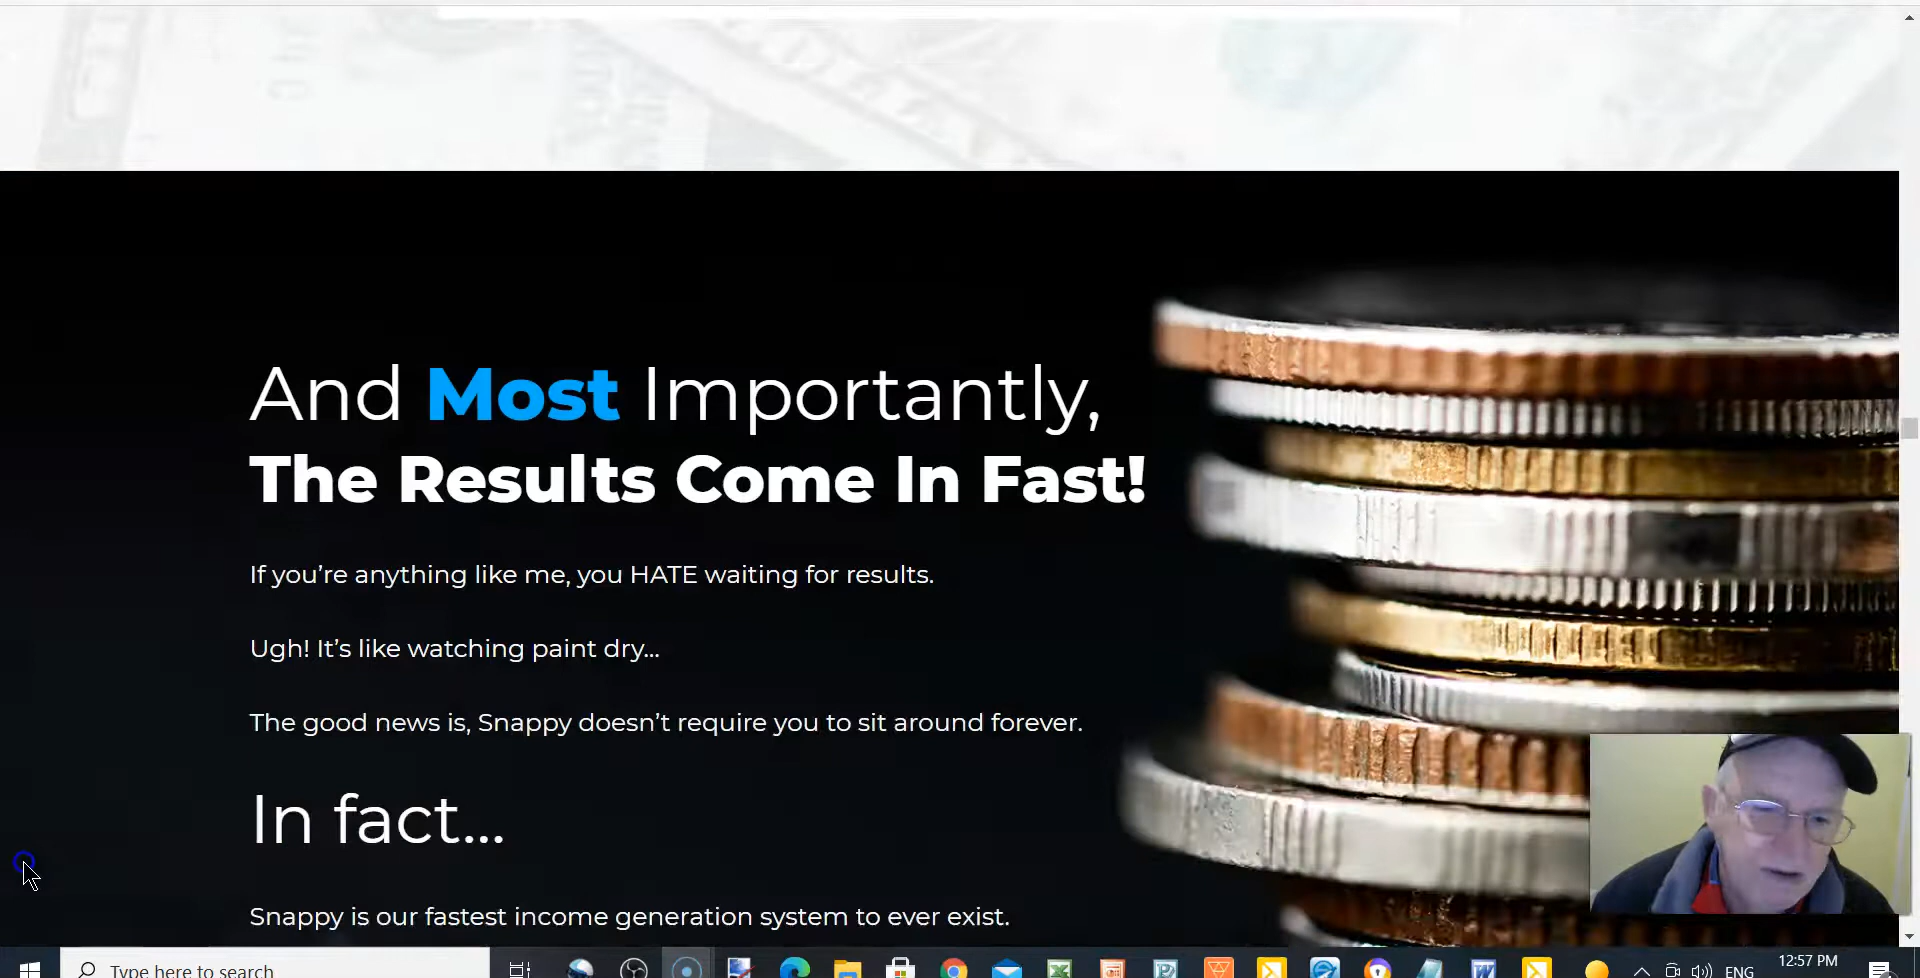 And Most Importantly,
The Results Come In Fast!
If you’re anything like me, you HATE waiting for results.
Ugh! It’s like watching paint dry...
The good news is, Snappy doesn’t require you to sit around forever.
In fact...
Snappy is our fastest income generation system to ever exist.
Type here to search
ENG
12:57 PM